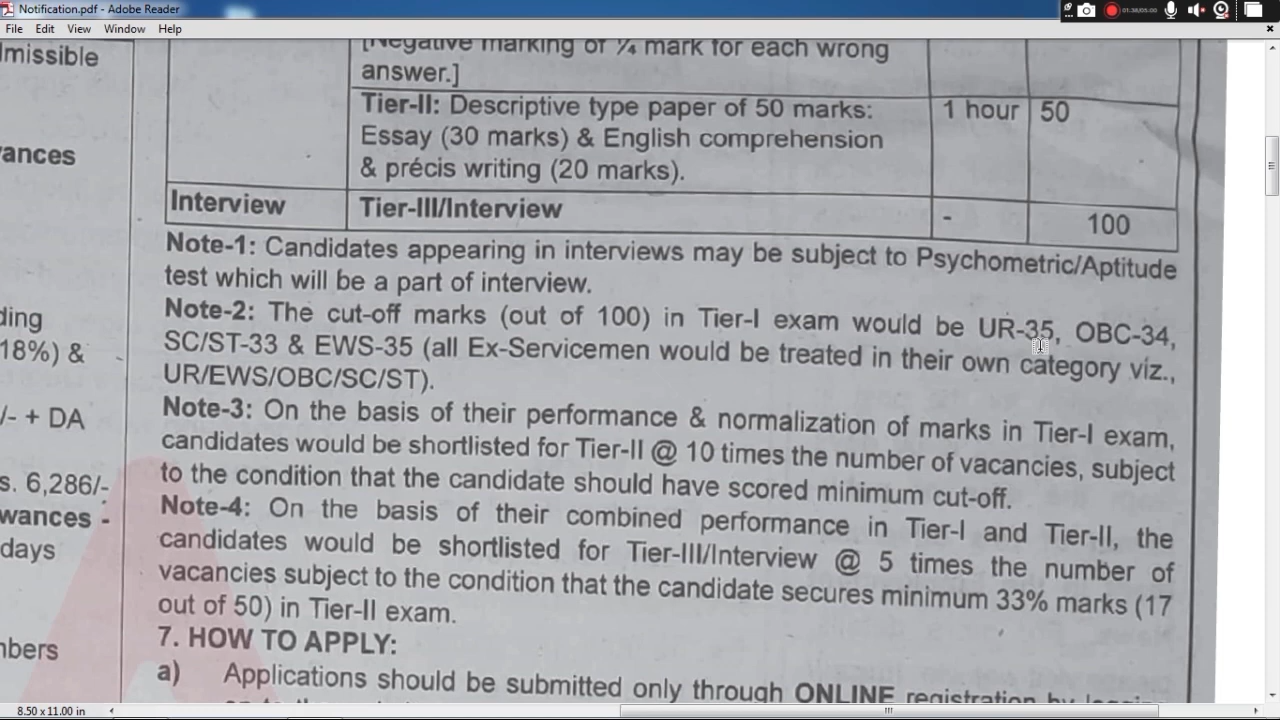 Notification.pdf - Adobe Reader
01:38/03:00
File Edit View Window Help
[Negative marking of ¼ mark for each wrong
answer.]
Tier-II: Descriptive type paper of 50 marks: 1 hour 50
Essay (30 marks) & English comprehension
& précis writing (20 marks).
Interview Tier-III/Interview - 100
Note-1: Candidates appearing in interviews may be subject to Psychometric/Aptitude
test which will be a part of interview.
Note-2: The cut-off marks (out of 100) in Tier-I exam would be UR-35, OBC-34,
SC/ST-33 & EWS-35 (all Ex-Servicemen would be treated in their own category viz.,
UR/EWS/OBC/SC/ST).
Note-3: On the basis of their performance & normalization of marks in Tier-I exam,
candidates would be shortlisted for Tier-II @ 10 times the number of vacancies, subject
to the condition that the candidate should have scored minimum cut-off.
Note-4: On the basis of their combined performance in Tier-I and Tier-II, the
candidates would be shortlisted for Tier-III/Interview @ 5 times the number of
vacancies subject to the condition that the candidate secures minimum 33% marks (17
out of 50) in Tier-II exam.
7. HOW TO APPLY:
a) Applications should be submitted only through ONLINE registration by
missible
ances
ding
18%) &
/- + DA
s. 6,286/-
wances -
days
nbers
8.50 x 11.00 in